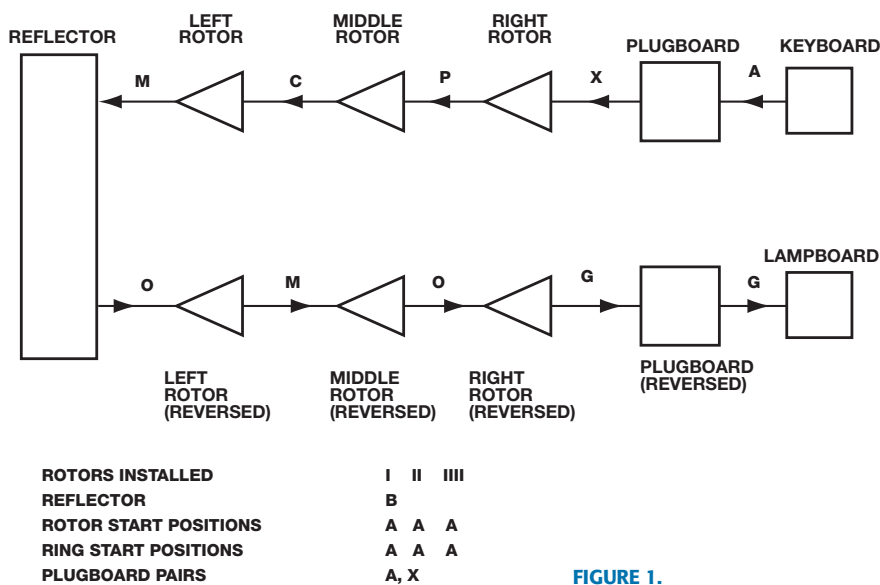 REFLECTOR
LEFT
ROTOR
MIDDLE
ROTOR
RIGHT
ROTOR
PLUGBOARD
KEYBOARD
M
C
P
X
A
O
M
O
G
G
LAMPBOARD
LEFT
ROTOR
(REVERSED)
MIDDLE
ROTOR
(REVERSED)
RIGHT
ROTOR
(REVERSED)
PLUGBOARD
(REVERSED)
ROTORS INSTALLED I II IIII
REFLECTOR B
ROTOR START POSITIONS A A A
RING START POSITIONS A A A
PLUGBOARD PAIRS A, X
FIGURE 1.